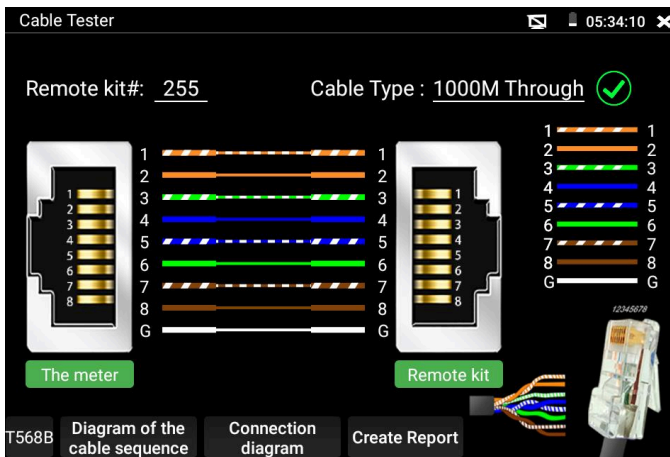 Cable Tester
05:34:10
Remote kit#: 255
Cable Type : 1000M Through
1 1
2 2
3 3
4 4
5 5
6 6
7 7
8 8
G G
1
2
3
4
5
6
7
8
1
2
3
4
5
6
7
8
1 1
2 2
3 3
4 4
5 5
6 6
7 7
8 8
G G
12345678
The meter
Remote kit
T568B
Diagram of the
cable sequence
Connection
diagram
Create Report